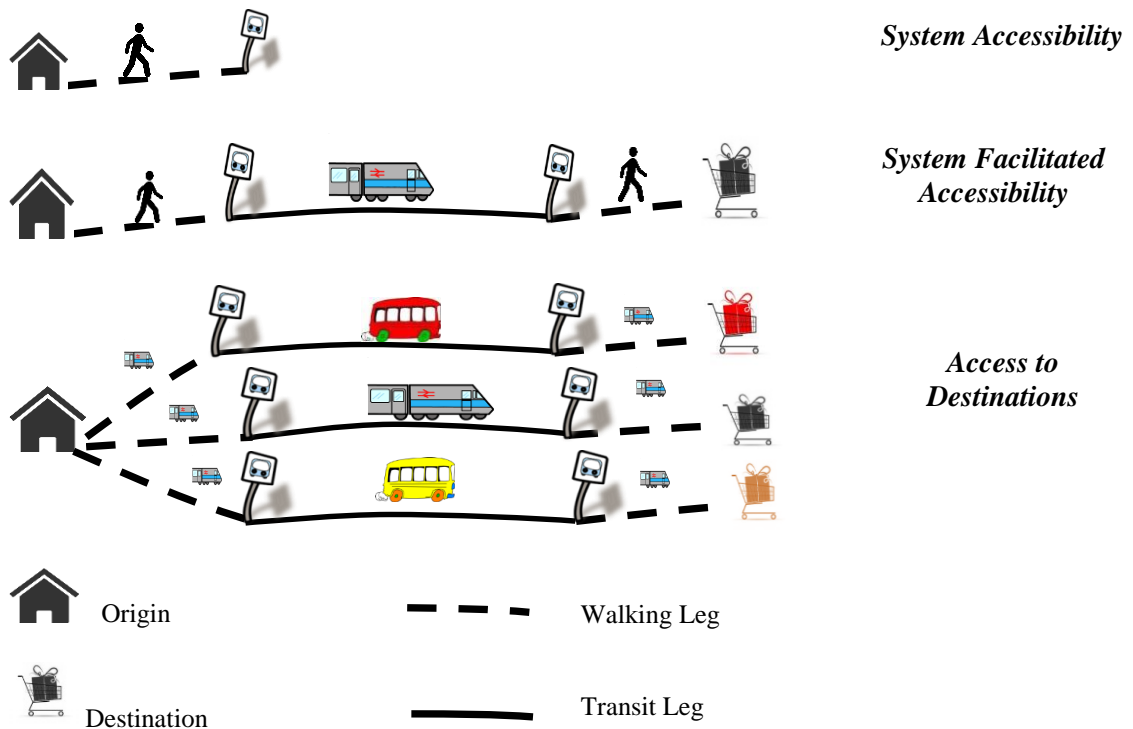 System Accessibility
System Facilitated
Accessibility
Access to
Destinations
Origin
Walking Leg
Destination
Transit Leg